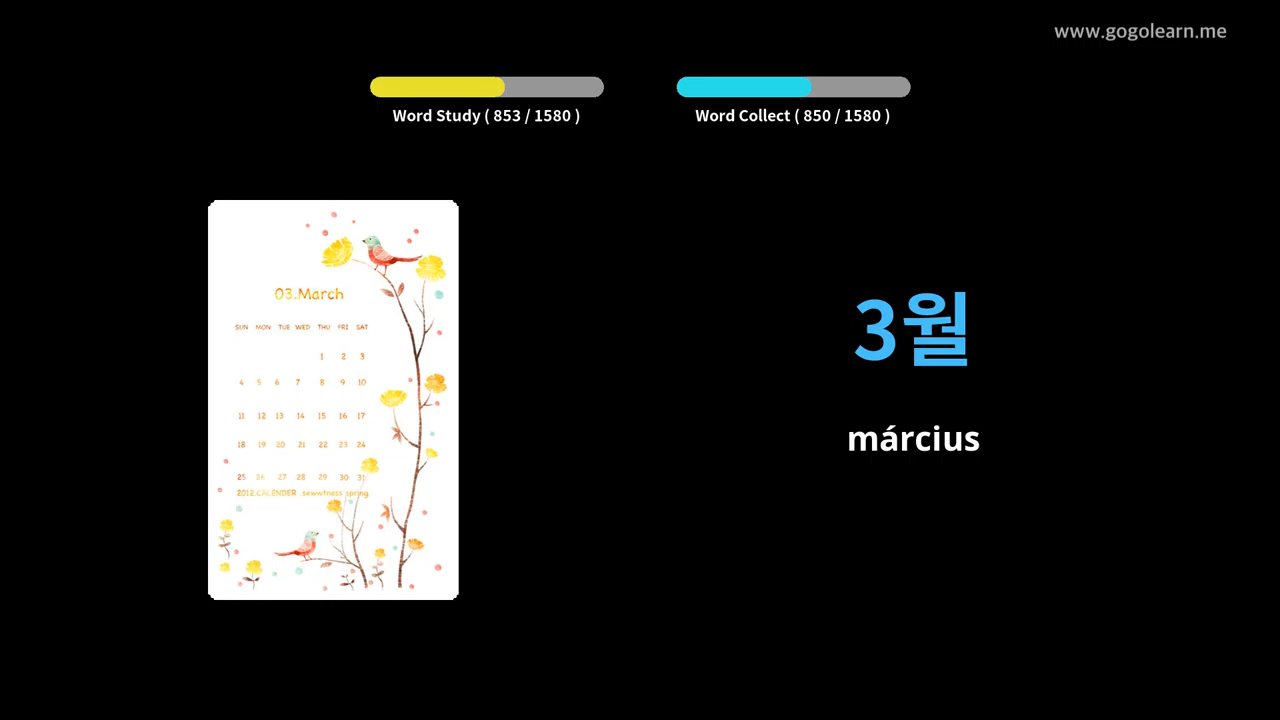 www.gogolearn.me
Word Study ( 853 / 1580 )
Word Collect ( 850 / 1580 )
03.March
SUN MON TUE WED THU FRI SAT
1 2 3
4 5 6 7 8 9 10
11 12 13 14 15 16 17
18 19 20 21 22 23 24
25 26 27 28 29 30 31
2012.CALENDER .sewwtness spring
3월
március